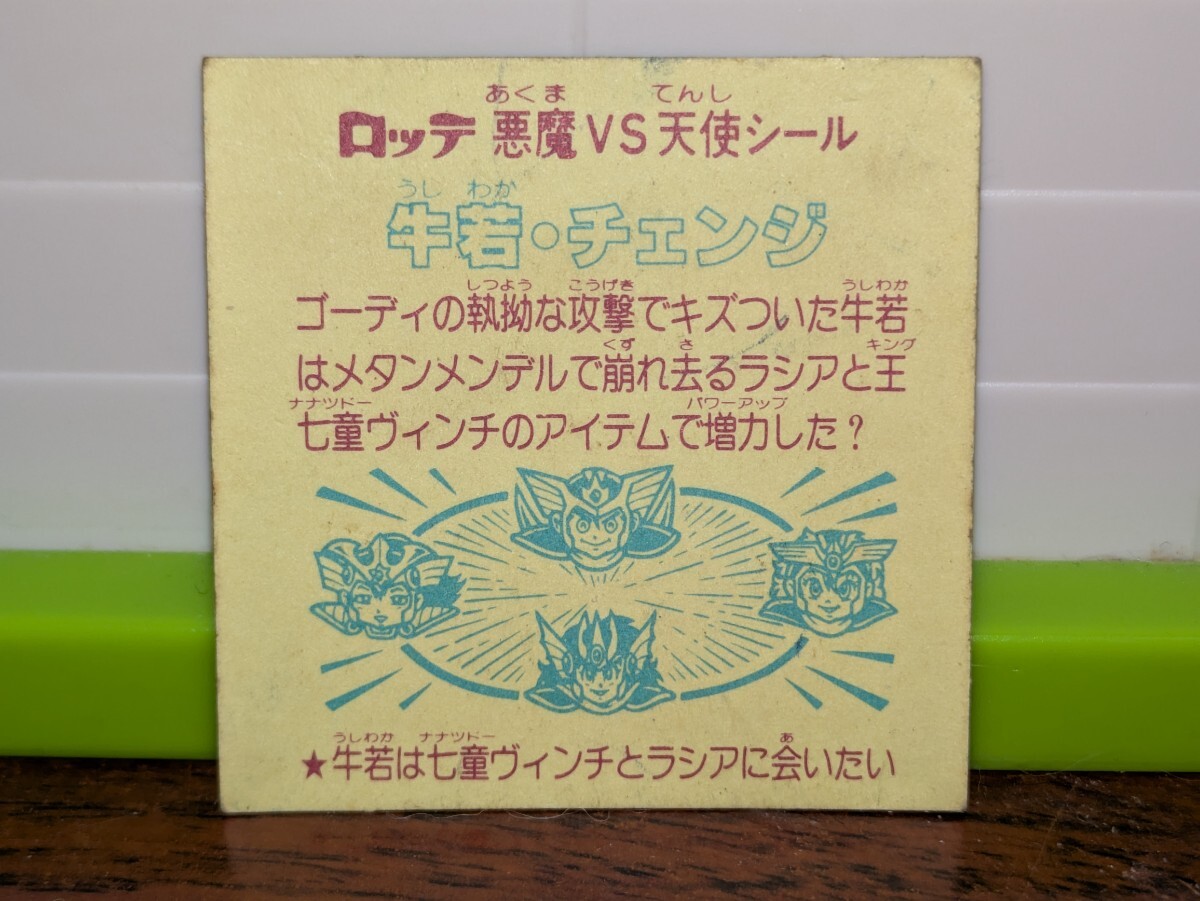 あくま てんし
ロッテ 悪魔VS天使シール
うし わか
牛若・チェンジ
しつよう こうげき うしわか
ゴーディの執拗な攻撃でキズついた牛若
くず さ キング
はメタンメンデルで崩れ去るラシアと王
ナナツドー パワーアップ
七童ヴィンチのアイテムで増力した？
うしわか ナナツドー あ
★牛若は七童ヴィンチとラシアに会いたい